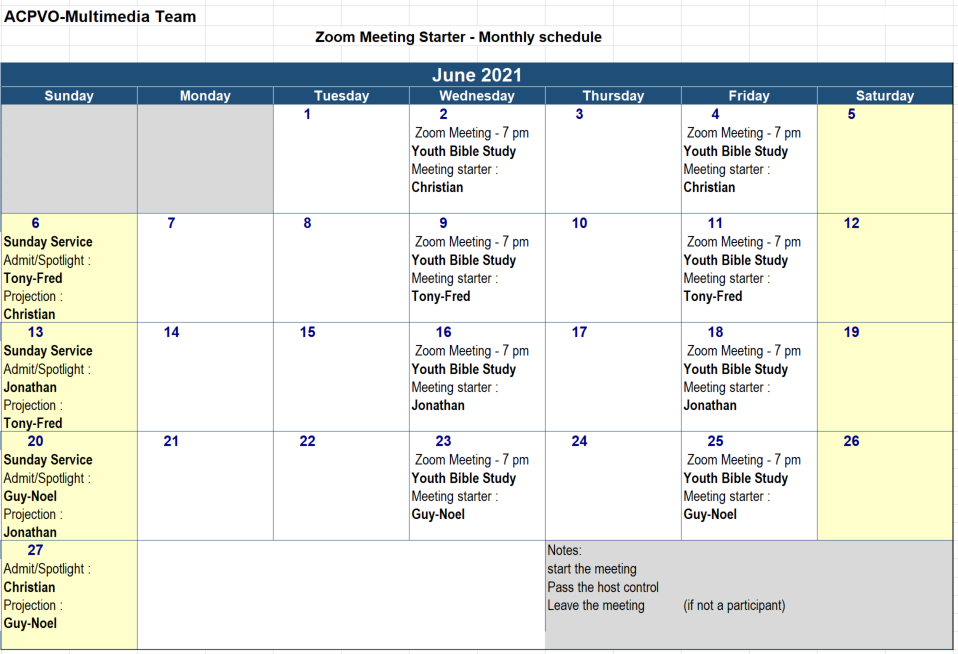 ACPVO-Multimedia Team
Zoom Meeting Starter - Monthly schedule
June 2021
Sunday Monday Tuesday Wednesday Thursday Friday Saturday
1
2
Zoom Meeting - 7 pm
Youth Bible Study
Meeting starter :
Christian
3
4
Zoom Meeting - 7 pm
Youth Bible Study
Meeting starter :
Christian
5
6
Sunday Service
Admit/Spotlight :
Tony-Fred
Projection :
Christian
7
8
9
Zoom Meeting - 7 pm
Youth Bible Study
Meeting starter :
Tony-Fred
10
11
Zoom Meeting - 7 pm
Youth Bible Study
Meeting starter :
Tony-Fred
12
13
Sunday Service
Admit/Spotlight :
Jonathan
Projection :
Tony-Fred
14
15
16
Zoom Meeting - 7 pm
Youth Bible Study
Meeting starter :
Jonathan
17
18
Zoom Meeting - 7 pm
Youth Bible Study
Meeting starter :
Jonathan
19
20
Sunday Service
Admit/Spotlight :
Guy-Noel
Projection :
Jonathan
21
22
23
Zoom Meeting - 7 pm
Youth Bible Study
Meeting starter :
Guy-Noel
24
25
Zoom Meeting - 7 pm
Youth Bible Study
Meeting starter :
Guy-Noel
26
27
Admit/Spotlight :
Christian
Projection :
Guy-Noel
Notes:
start the meeting
Pass the host control
Leave the meeting (if not a participant)